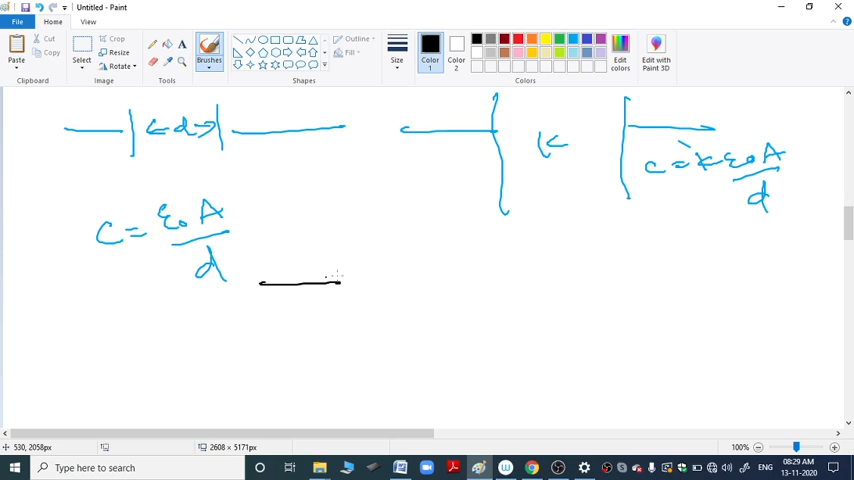 Untitled - Paint
File Home View
Paste
Cut
Copy
Clipboard
Select
Crop
Resize
Rotate
Image
Tools
Brushes
Shapes
Outline
Fill
Size
Color 1
Color 2
Colors
Edit colors
Edit with Paint 3D
d
K
C = ε₀ A / d
C = K ε₀ A / d
530, 2058px
2608 × 5171px
100%
Type here to search
ENG
08:29 AM
13-11-2020